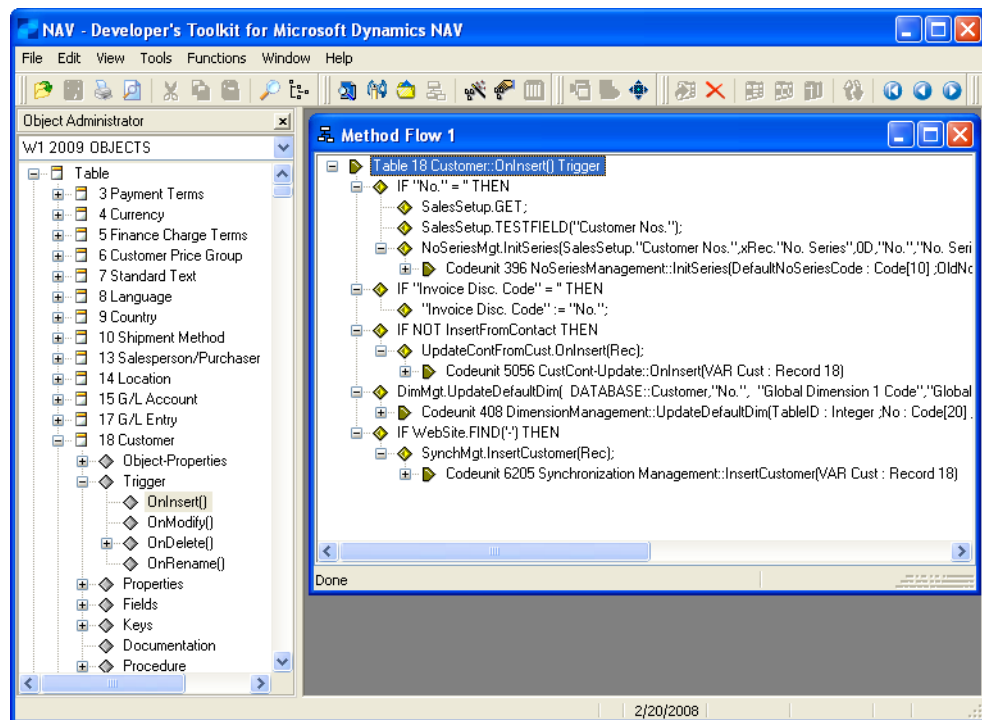 NAV - Developer's Toolkit for Microsoft Dynamics NAV
File Edit View Tools Functions Window Help
Object Administrator
W1 2009 OBJECTS
Table
3 Payment Terms
4 Currency
5 Finance Charge Terms
6 Customer Price Group
7 Standard Text
8 Language
9 Country
10 Shipment Method
13 Salesperson/Purchaser
14 Location
15 G/L Account
17 G/L Entry
18 Customer
Object-Properties
Trigger
OnInsert()
OnModify()
OnDelete()
OnRename()
Properties
Fields
Keys
Documentation
Procedure
Method Flow 1
Table 18 Customer::OnInsert() Trigger
IF "No." = '' THEN
SalesSetup.GET;
SalesSetup.TESTFIELD("Customer Nos.");
NoSeriesMgt.InitSeries(SalesSetup."Customer Nos.",xRec."No. Series",0D,"No.","No. Seri
Codeunit 396 NoSeriesManagement::InitSeries(DefaultNoSeriesCode : Code[10] ;OldNo
IF "Invoice Disc. Code" = '' THEN
"Invoice Disc. Code" := "No.";
IF NOT InsertFromContact THEN
UpdateContFromCust.OnInsert(Rec);
Codeunit 5056 CustCont-Update::OnInsert(VAR Cust : Record 18)
DimMgt.UpdateDefaultDim( DATABASE::Customer,"No.", "Global Dimension 1 Code","Global
Codeunit 408 DimensionManagement::UpdateDefaultDim(TableID : Integer ;No : Code[20] .
IF WebSite.FIND('-') THEN
SynchMgt.InsertCustomer(Rec);
Codeunit 6205 Synchronization Management::InsertCustomer(VAR Cust : Record 18)
Done
2/20/2008